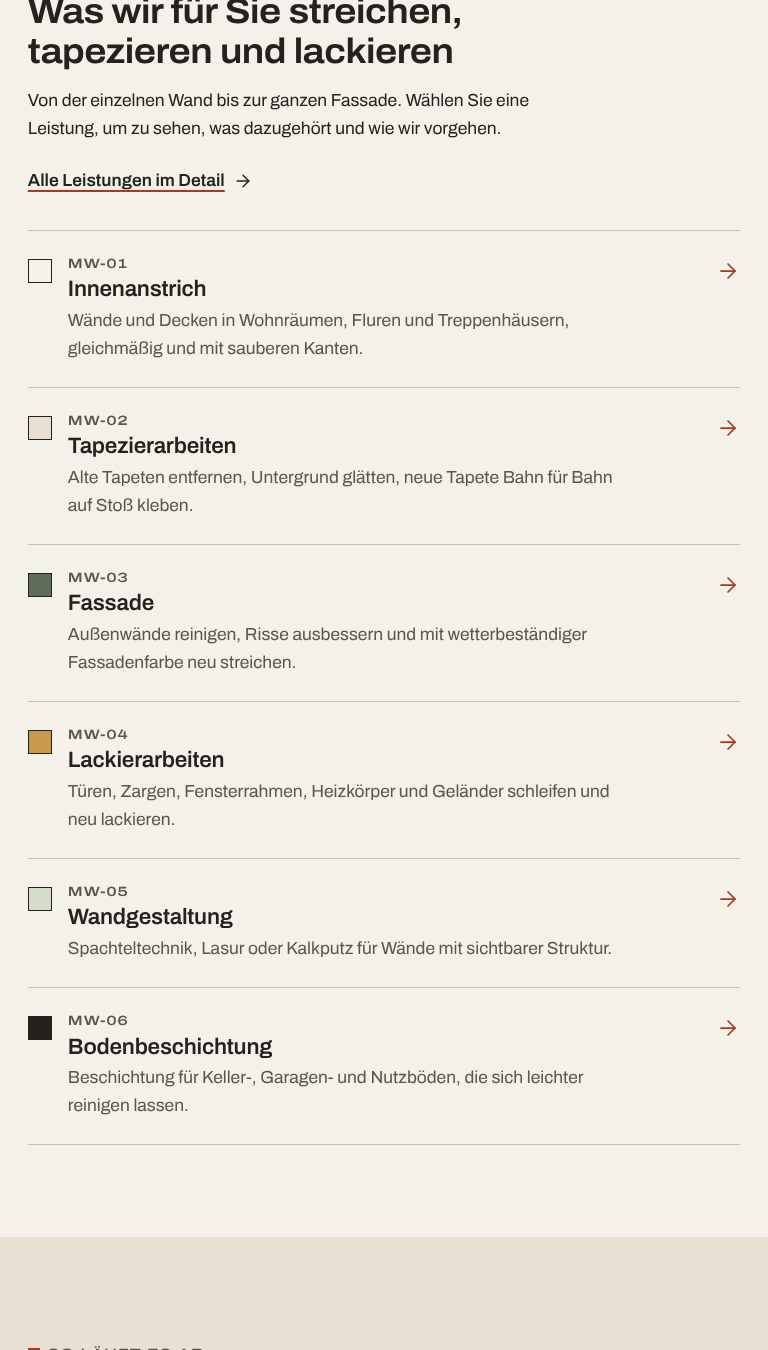 Was wir für Sie streichen,
tapezieren und lackieren
Von der einzelnen Wand bis zur ganzen Fassade. Wählen Sie eine
Leistung, um zu sehen, was dazugehört und wie wir vorgehen.
Alle Leistungen im Detail →
MW-01
Innenanstrich
Wände und Decken in Wohnräumen, Fluren und Treppenhäusern,
gleichmäßig und mit sauberen Kanten.
MW-02
Tapezierarbeiten
Alte Tapeten entfernen, Untergrund glätten, neue Tapete Bahn für Bahn
auf Stoß kleben.
MW-03
Fassade
Außenwände reinigen, Risse ausbessern und mit wetterbeständiger
Fassadenfarbe neu streichen.
MW-04
Lackierarbeiten
Türen, Zargen, Fensterrahmen, Heizkörper und Geländer schleifen und
neu lackieren.
MW-05
Wandgestaltung
Spachteltechnik, Lasur oder Kalkputz für Wände mit sichtbarer Struktur.
MW-06
Bodenbeschichtung
Beschichtung für Keller-, Garagen- und Nutzböden, die sich leichter
reinigen lassen.